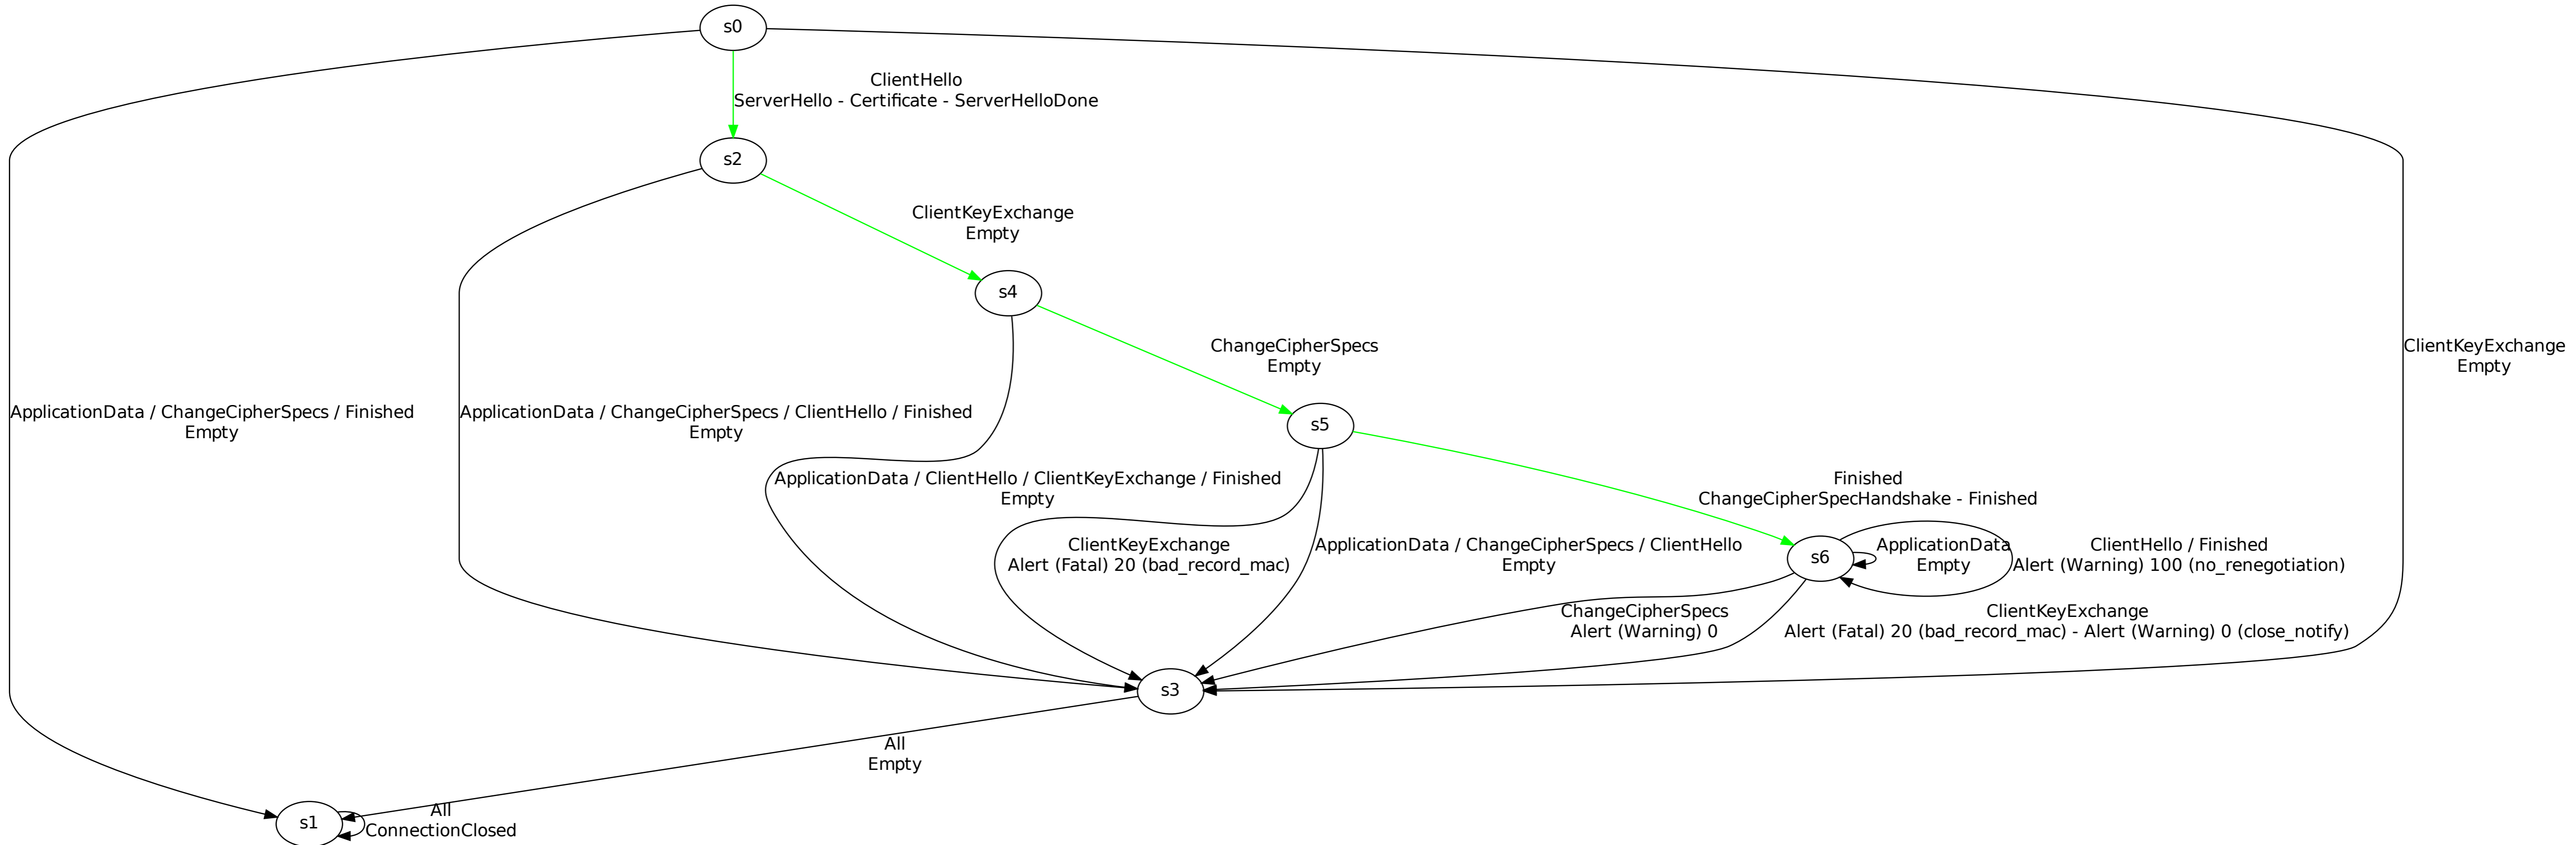 s0
ClientHello
ServerHello - Certificate - ServerHelloDone
s2
ClientKeyExchange
Empty
s4
ChangeCipherSpecs
Empty
ClientKeyExchange
Empty
ApplicationData / ChangeCipherSpecs / Finished
Empty
ApplicationData / ChangeCipherSpecs / ClientHello / Finished
Empty
s5
ApplicationData / ClientHello / ClientKeyExchange / Finished
Empty
Finished
ChangeCipherSpecHandshake - Finished
ClientKeyExchange
Alert (Fatal) 20 (bad_record_mac)
ApplicationData / ChangeCipherSpecs / ClientHello
Empty
s6
ApplicationData
Empty
ClientHello / Finished
Alert (Warning) 100 (no_renegotiation)
ChangeCipherSpecs
Alert (Warning) 0
ClientKeyExchange
Alert (Fatal) 20 (bad_record_mac) - Alert (Warning) 0 (close_notify)
s3
All
Empty
s1
All
ConnectionClosed